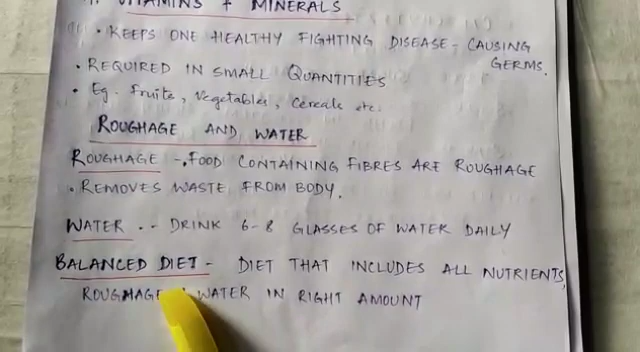 VITAMINS + MINERALS
• KEEPS ONE HEALTHY FIGHTING DISEASE - CAUSING
GERMS.
• REQUIRED IN SMALL QUANTITIES
• Eg. Fruits, Vegetables, Cereals etc.
ROUGHAGE AND WATER
ROUGHAGE -. FOOD CONTAINING FIBRES ARE ROUGHAGE
• REMOVES WASTE FROM BODY.
WATER .- DRINK 6-8 GLASSES OF WATER DAILY
BALANCED DIET - DIET THAT INCLUDES ALL NUTRIENTS,
ROUGHAGE WATER IN RIGHT AMOUNT